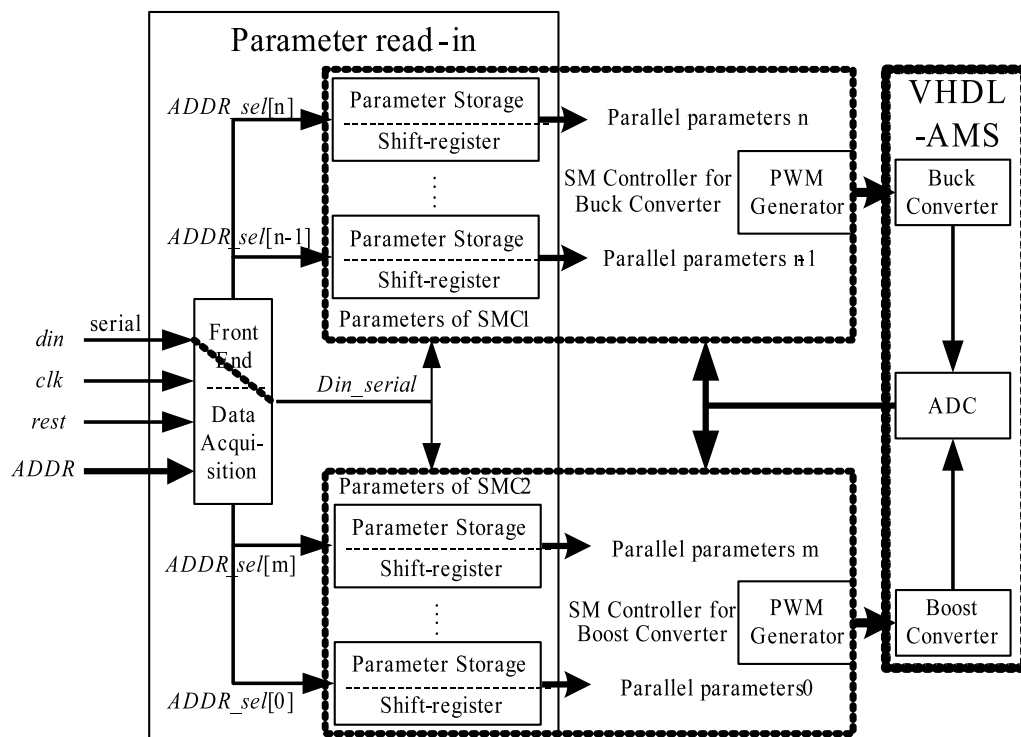 Parameter read-in
VHDL
-AMS
ADDR_sel[n]
Parameter Storage
Shift-register
Parallel parameters n
SM Controller for
Buck Converter
PWM
Generator
Buck
Converter
ADDR_sel[n-1]
Parameter Storage
Shift-register
Parallel parameters n-1
Parameters of SMC1
din
serial
clk
rest
ADDR
Front
End
Data
Acqui-
sition
Din_serial
ADC
Parameters of SMC2
ADDR_sel[m]
Parameter Storage
Shift-register
Parallel parameters m
SM Controller for
Boost Converter
PWM
Generator
Boost
Converter
ADDR_sel[0]
Parameter Storage
Shift-register
Parallel parameters0